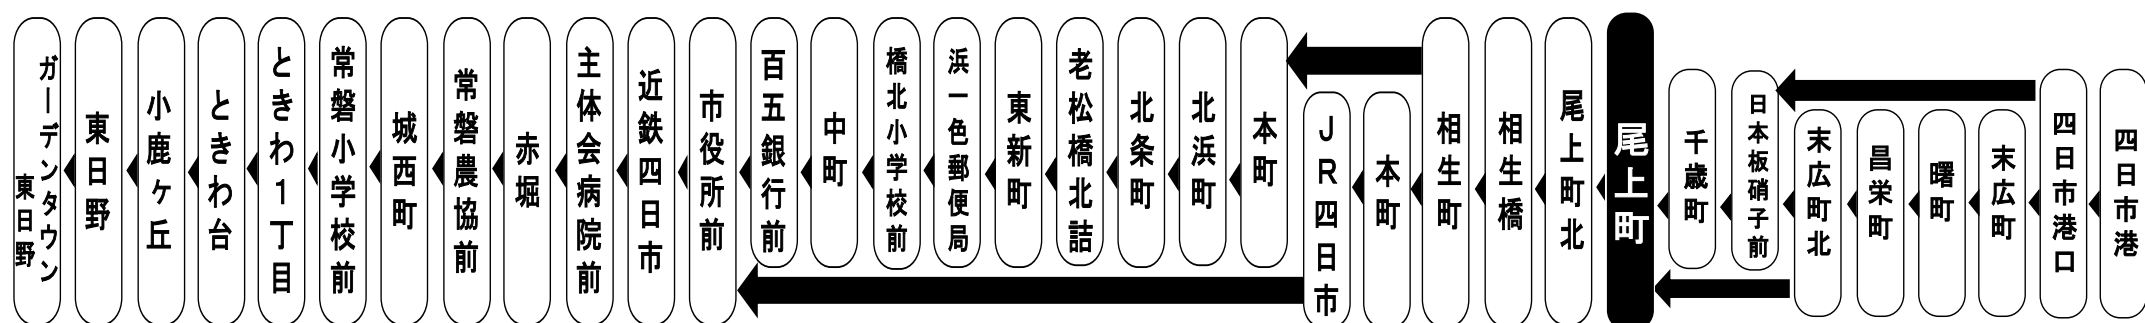 ガーデンタウン
東日野
東日野
小鹿ヶ丘
ときわ台
ときわ1丁目
常磐小学校前
城西町
常磐農協前
赤堀
主体会病院前
近鉄四日市
市役所前
百五銀行前
中町
橋北小学校前
浜一色郵便局
東新町
老松橋北詰
北条町
北浜町
本町
JR四日市
本町
相生町
相生橋
尾上町北
尾上町
千歳町
日本板硝子前
末広町北
昌栄町
曙町
末広町
四日市港口
四日市港